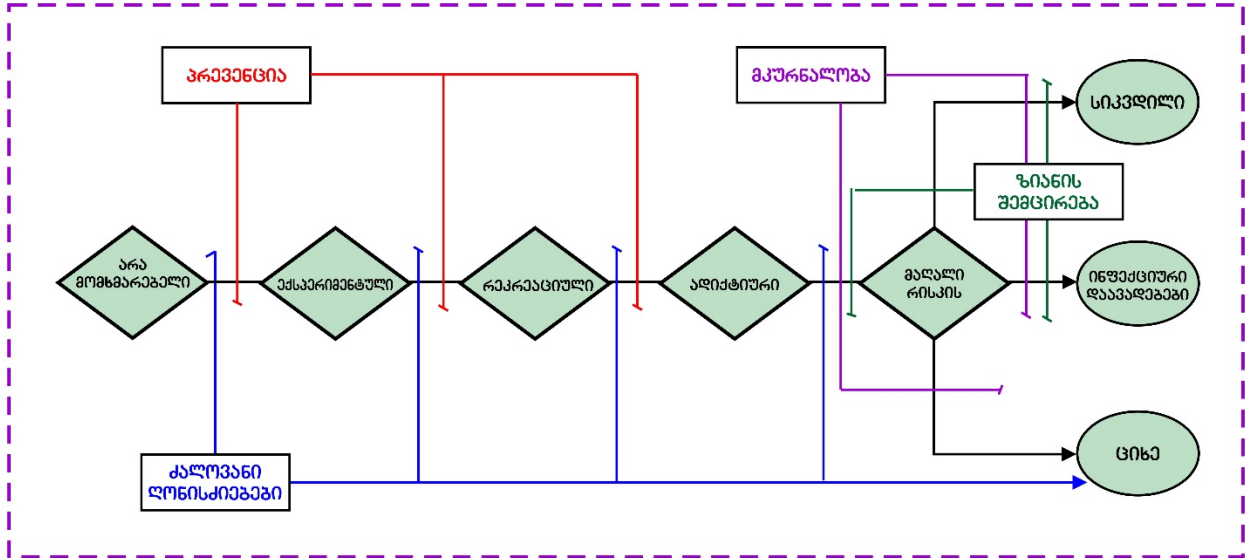 პრევენცია
მკურნალობა
სიკვდილი
ზიანის
შემცირება
არა
მომხმარებელი
ექსპერიმენტული
რეკრეაციული
ადიქტიური
მაღალი
რისკის
ინფექციური
დაავადებები
ძალოვანი
ღონისძიებები
ციხე